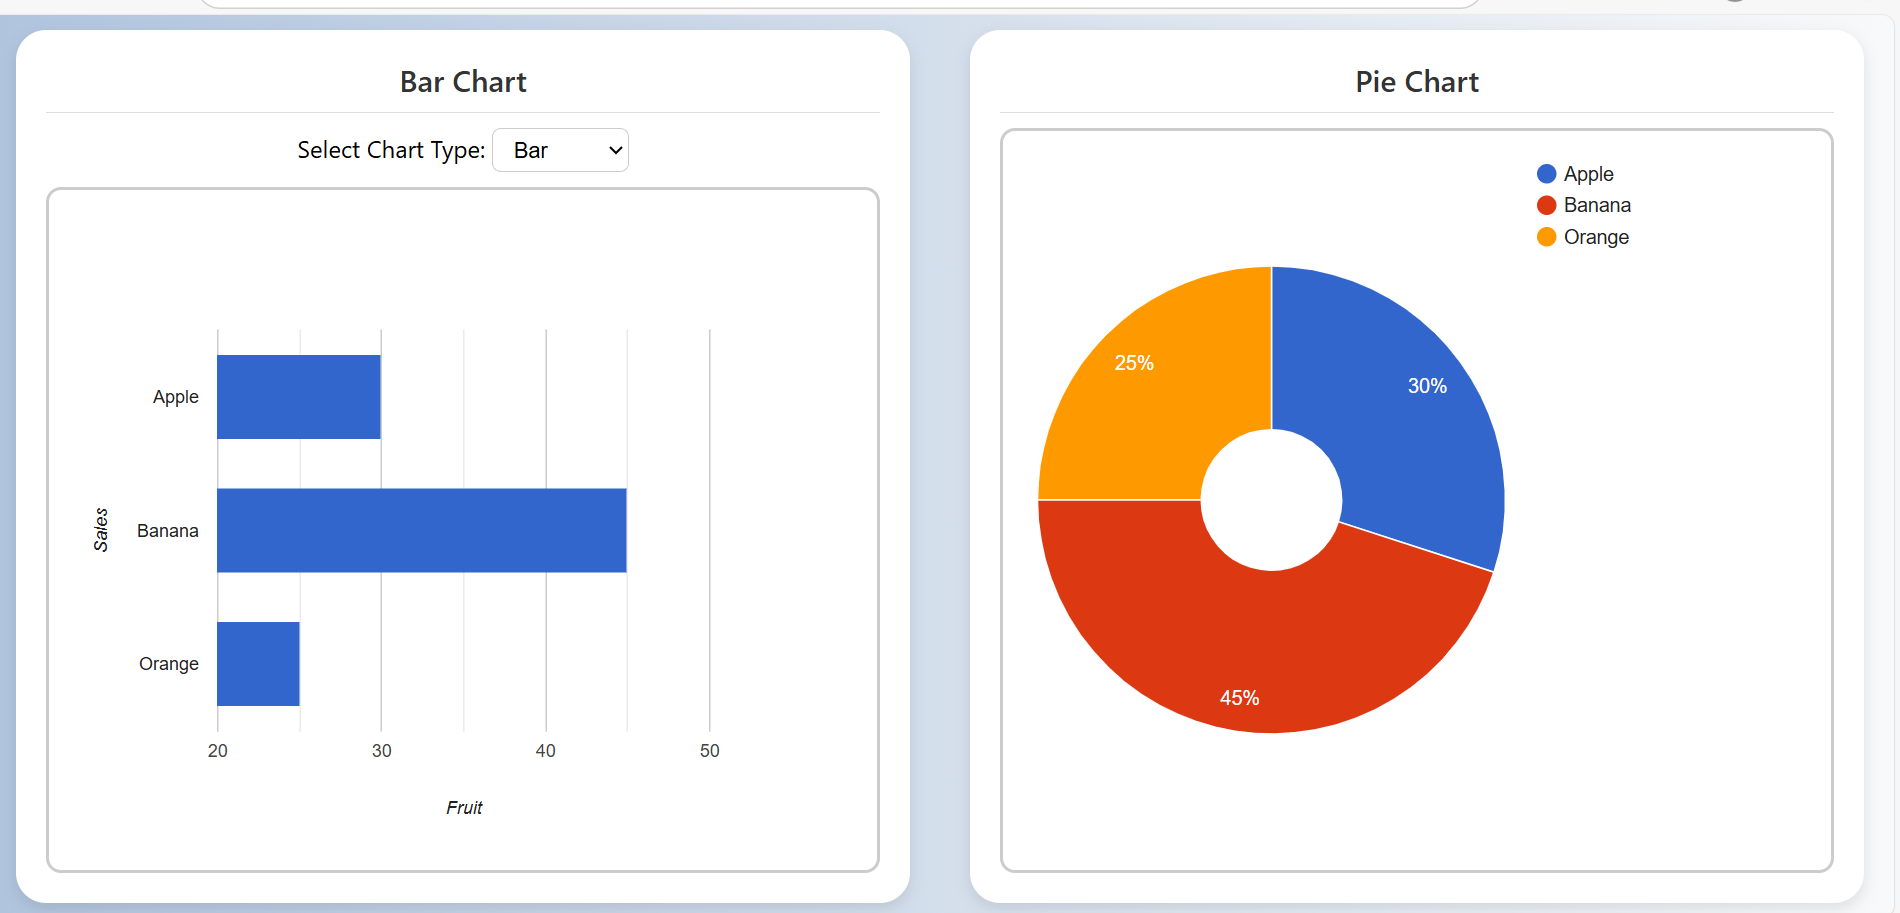 Bar Chart
Select Chart Type: Bar
Apple
Banana
Orange
Sales
20 30 40 50
Fruit
Pie Chart
Apple
Banana
Orange
25%
30%
45%